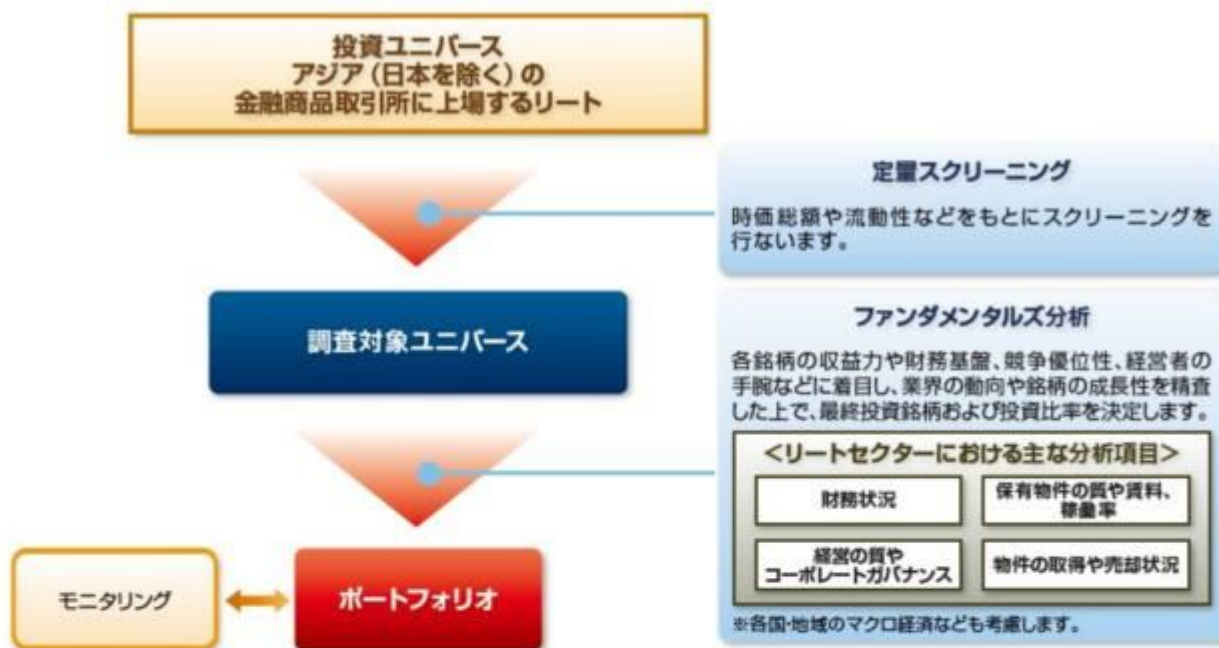 投資ユニバース
アジア（日本を除く）の
金融商品取引所に上場するリート
定量スクリーニング
時価総額や流動性などをもとにスクリーニングを
行ないます。
調査対象ユニバース
ファンダメンタルズ分析
各銘柄の収益力や財務基盤、競争優位性、経営者の
手腕などに着目し、業界の動向や銘柄の成長性を精査
した上で、最終投資銘柄および投資比率を決定します。
＜リートセクターにおける主な分析項目＞
財務状況
保有物件の質や賃料、
稼働率
経営の質や
コーポレートガバナンス
物件の取得や売却状況
※各国・地域のマクロ経済なども考慮します。
モニタリング
ポートフォリオ